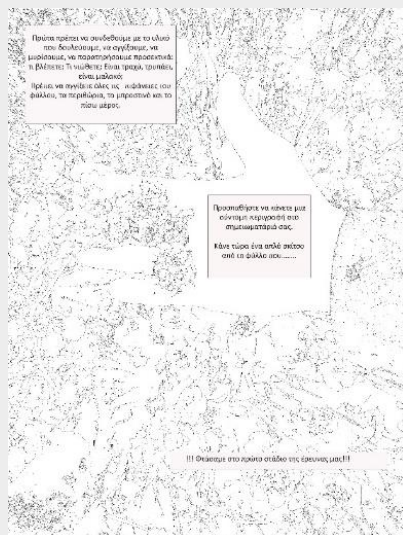 Πρώτα πρέπει να συνδεθούμε με το υλικό
που δουλεύουμε, να αγγίξουμε, να
μυρίσουμε, να παρατηρήσουμε προσεκτικά:
τι βλέπετε; Τι νιώθετε; Είναι τραχύ, τρυπάει,
είναι μαλακό;
Πρέπει να αγγίξετε όλες τις επιφάνειες του
φύλλου, τα περιθώρια, το μπροστινό και το
πίσω μέρος.
Προσπαθήστε να κάνετε μια
σύντομη περιγραφή στο
σημειωματάριό σας.
Κάνε τώρα ένα απλό σκίτσο
από το φύλλο σου.......
!!! Φτάσαμε στο πρώτο στάδιο της έρευνας μας!!!!